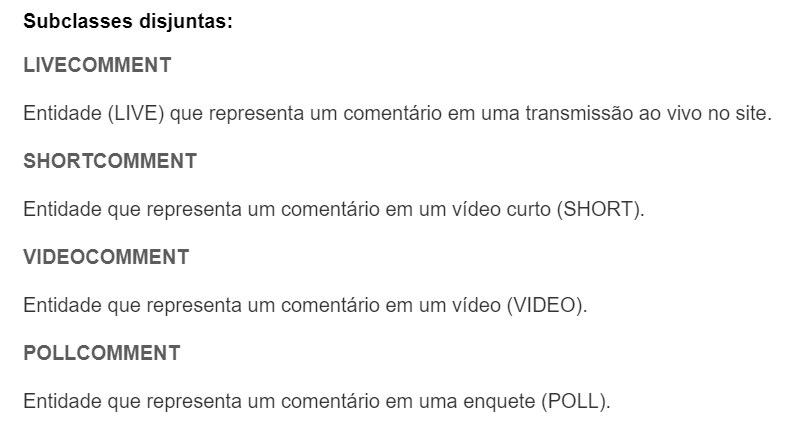 Subclasses disjuntas:
LIVECOMMENT
Entidade (LIVE) que representa um comentário em uma transmissão ao vivo no site.
SHORTCOMMENT
Entidade que representa um comentário em um vídeo curto (SHORT).
VIDEOCOMMENT
Entidade que representa um comentário em um vídeo (VIDEO).
POLLCOMMENT
Entidade que representa um comentário em uma enquete (POLL).